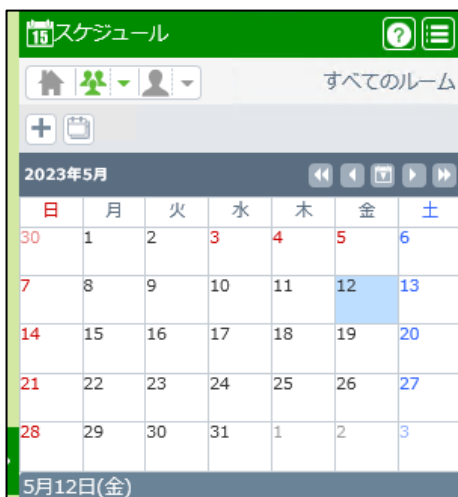 15 スケジュール ?
すべてのルーム
2023年5月
日 月 火 水 木 金 土
30 1 2 3 4 5 6
7 8 9 10 11 12 13
14 15 16 17 18 19 20
21 22 23 24 25 26 27
28 29 30 31 1 2 3
5月12日(金)